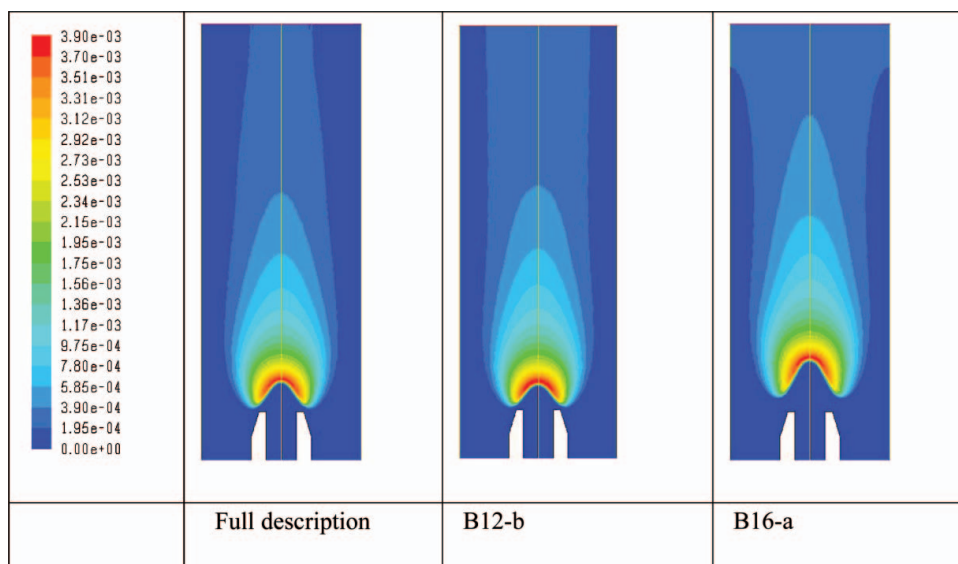 3.90e-03
3.70e-03
3.51e-03
3.31e-03
3.12e-03
2.92e-03
2.73e-03
2.53e-03
2.34e-03
2.15e-03
1.95e-03
1.75e-03
1.56e-03
1.37e-03
1.17e-03
9.75e-04
7.80e-04
5.85e-04
3.90e-04
1.95e-04
0.00e+00
Full description
B12-b
B16-a